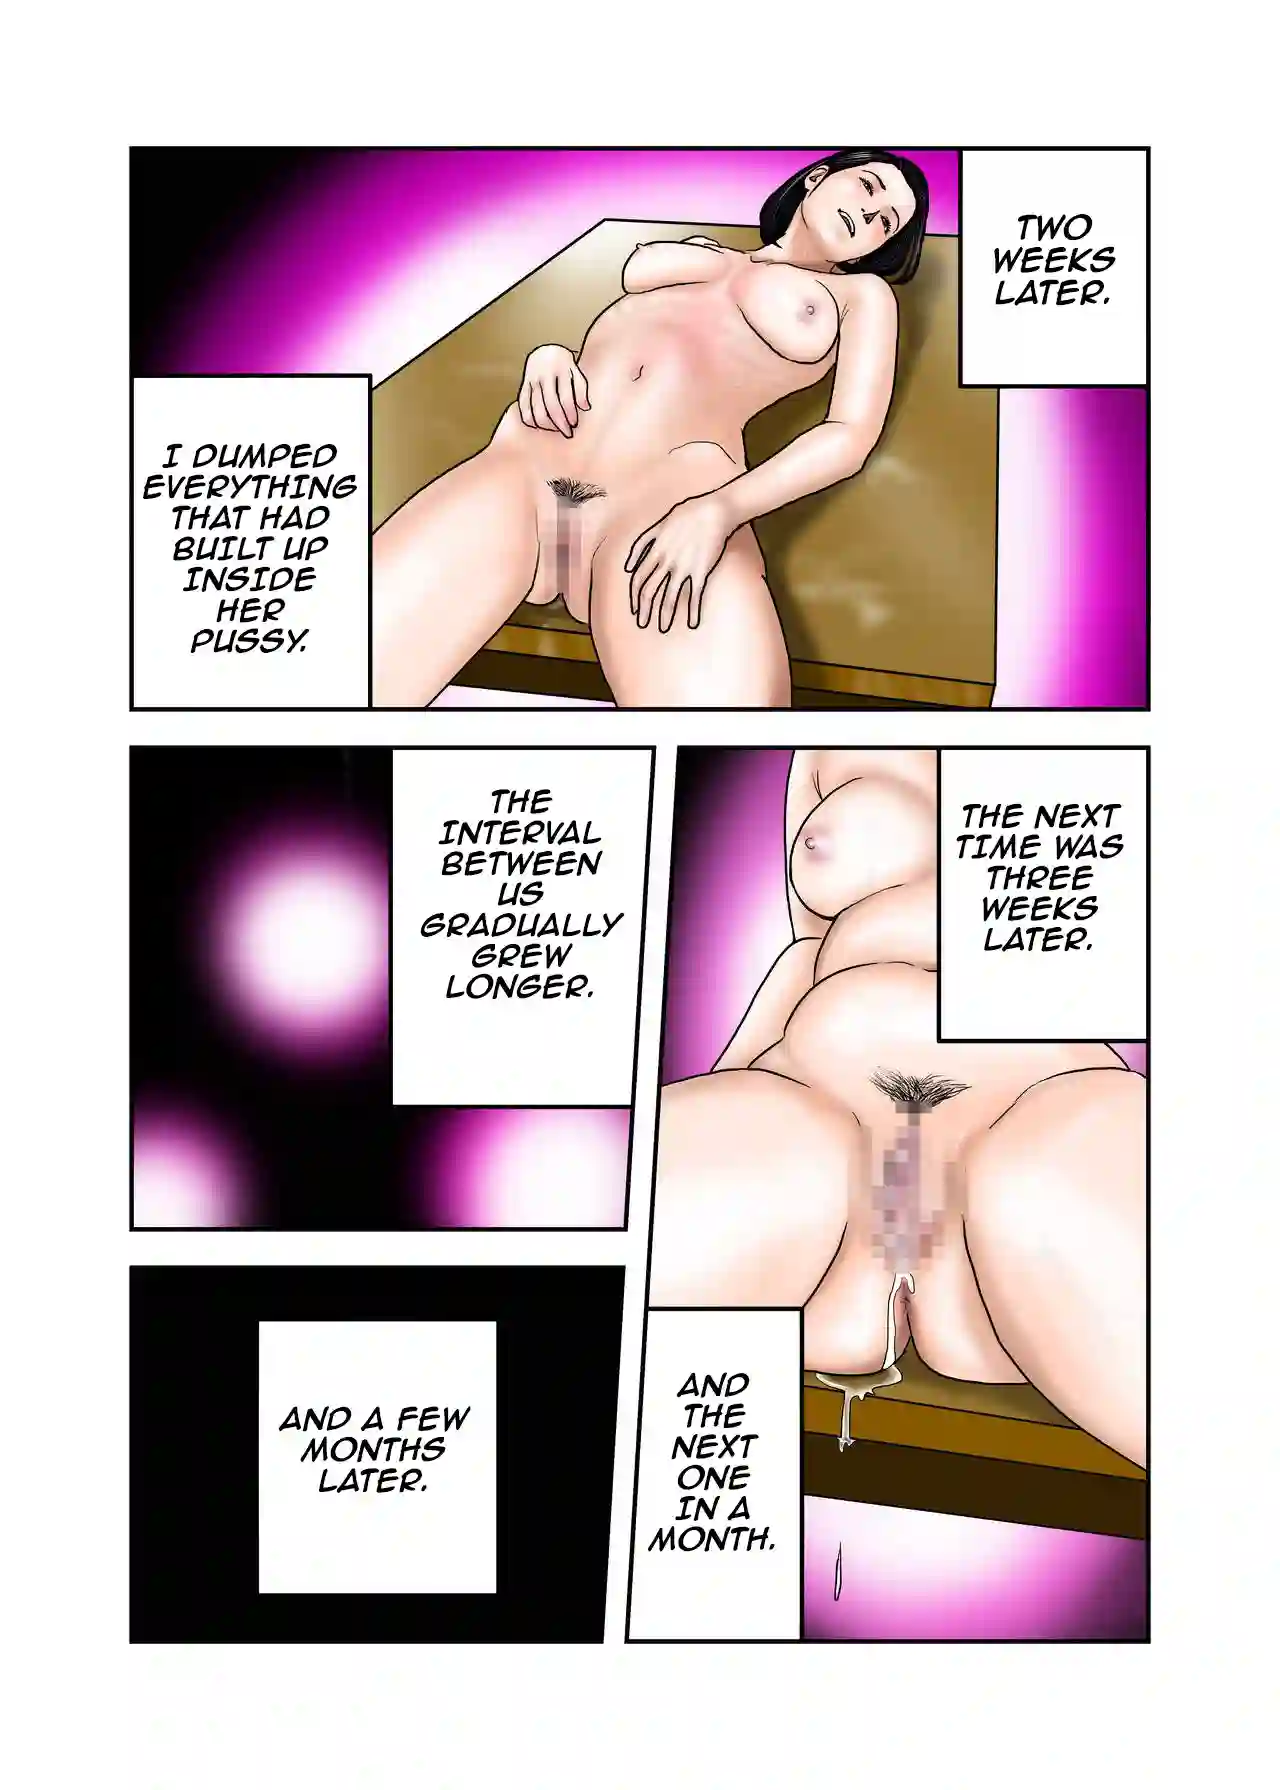 TWO
WEEKS
LATER.
I DUMPED
EVERYTHING
THAT HAD
BUILT UP
INSIDE
HER
PUSSY.
THE NEXT
TIME WAS
THREE
WEEKS
LATER.
AND
THE
NEXT
ONE
IN A
MONTH.
THE
INTERVAL
BETWEEN
US
GRADUALLY
GREW
LONGER.
AND A FEW
MONTHS
LATER.